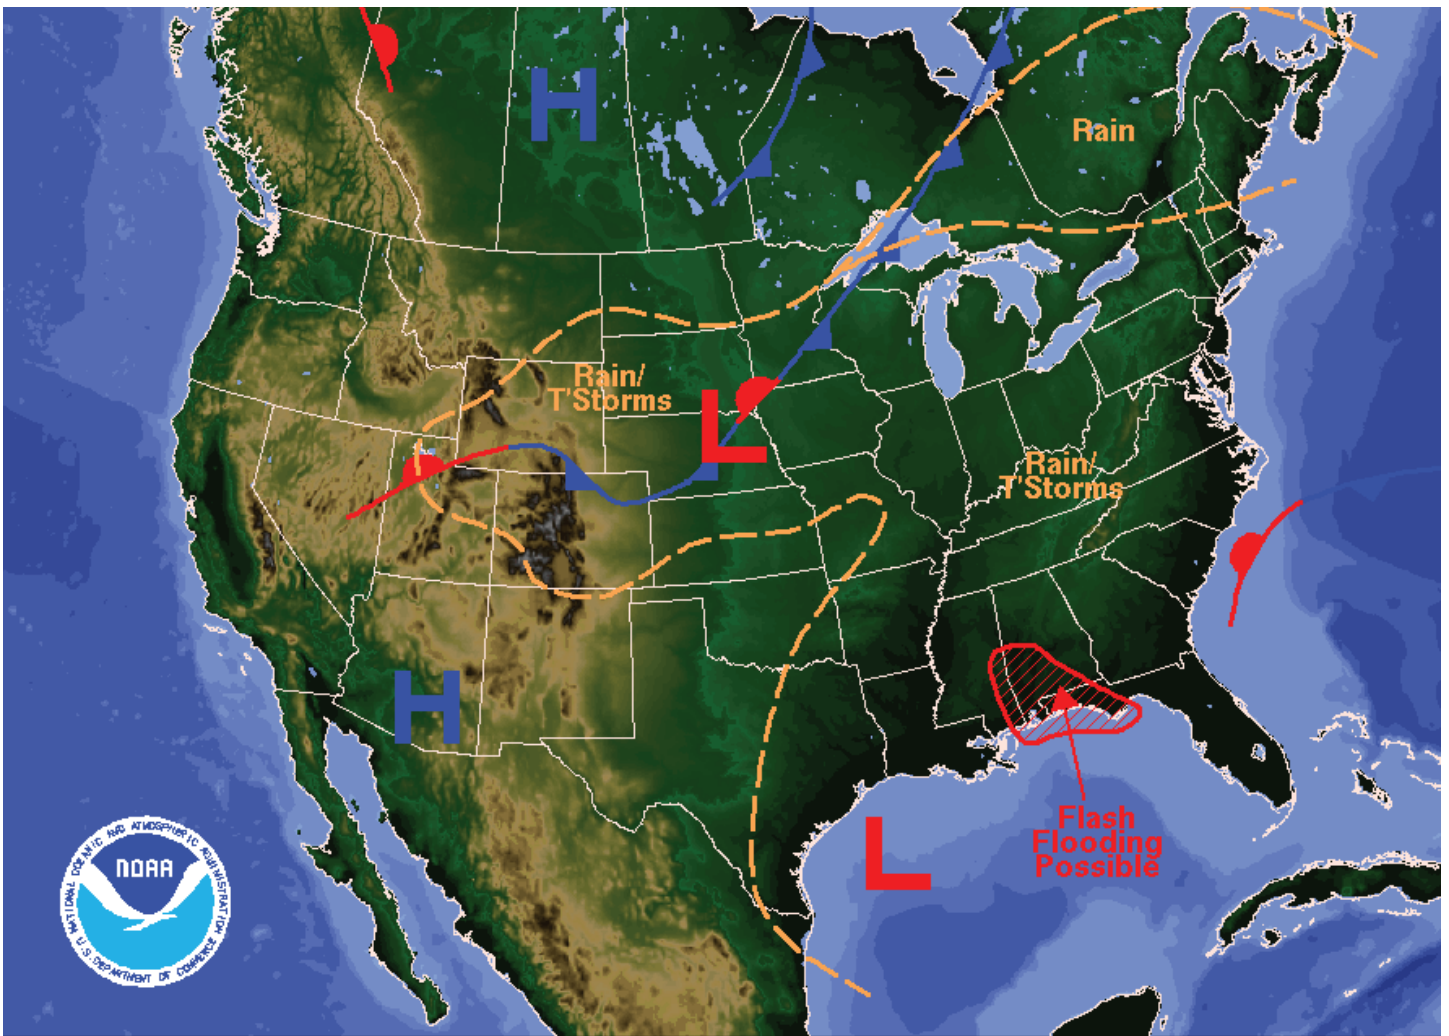 H
Rain
Rain/
T'Storms
L
Rain/
T'Storms
H
L
Flash
Flooding
Possible
NOAA
NATIONAL OCEANIC AND ATMOSPHERIC ADMINISTRATION
U.S. DEPARTMENT OF COMMERCE